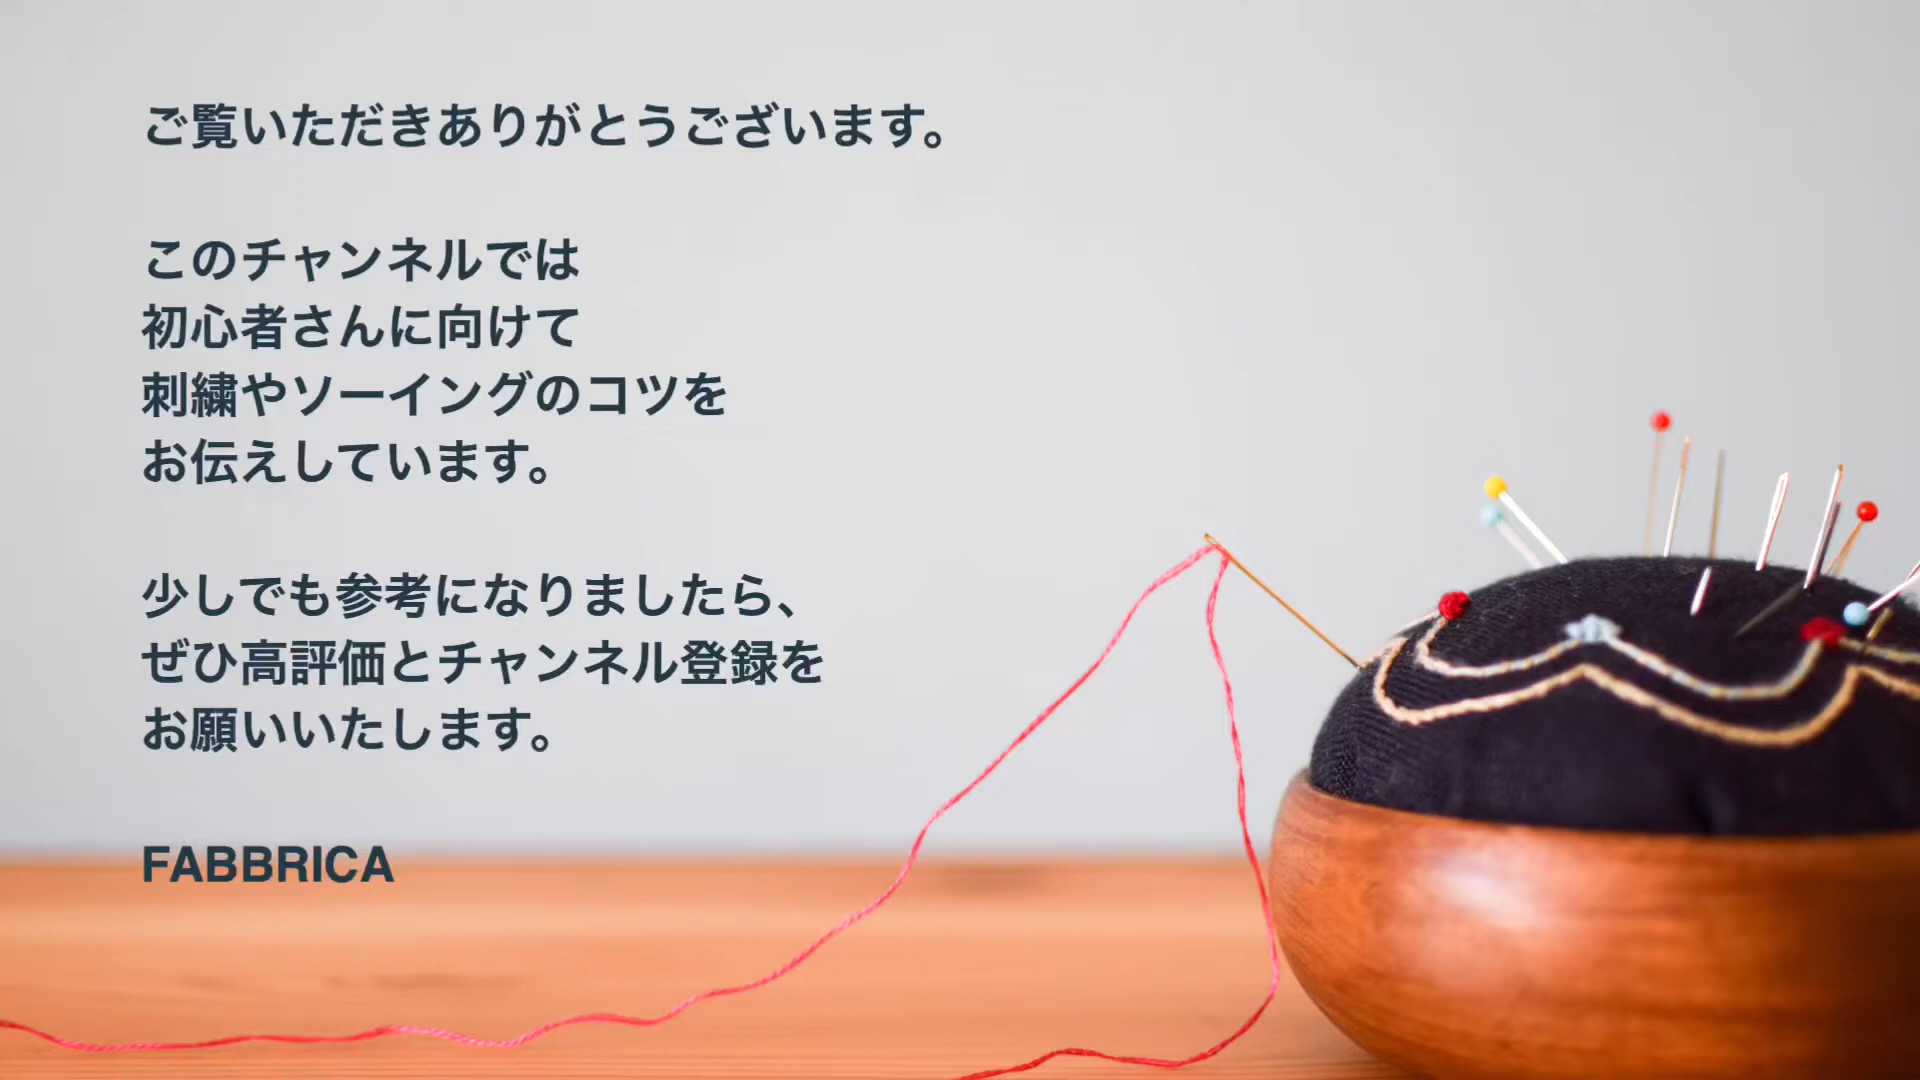 ご覧いただきありがとうございます。
このチャンネルでは
初心者さんに向けて
刺繍やソーイングのコツを
お伝えしています。
少しでも参考になりましたら、
ぜひ高評価とチャンネル登録を
お願いいたします。
FABBRICA